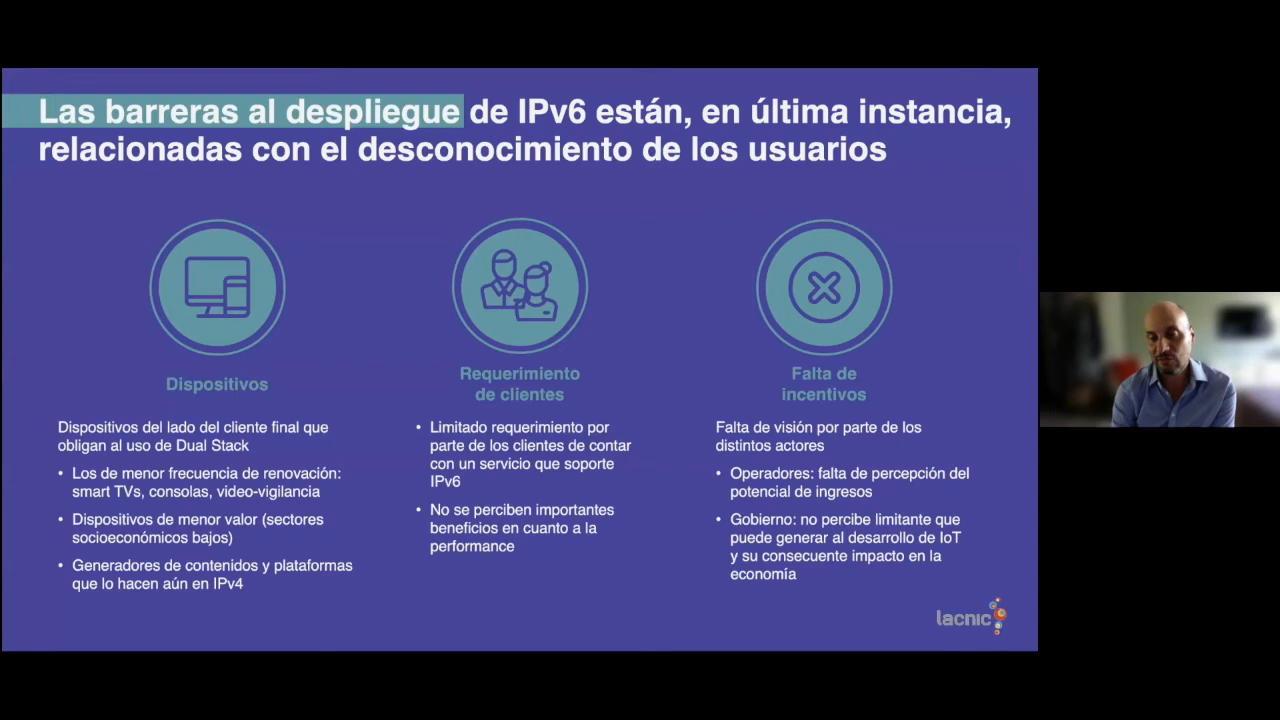 Las barreras al despliegue de IPv6 están, en última instancia,
relacionadas con el desconocimiento de los usuarios
Dispositivos
Dispositivos del lado del cliente final que
obligan al uso de Dual Stack
• Los de menor frecuencia de renovación:
smart TVs, consolas, video-vigilancia
• Dispositivos de menor valor (sectores
socioeconómicos bajos)
• Generadores de contenidos y plataformas
que lo hacen aún en IPv4
Requerimiento
de clientes
• Limitado requerimiento por
parte de los clientes de contar
con un servicio que soporte
IPv6
• No se perciben importantes
beneficios en cuanto a la
performance
Falta de
incentivos
Falta de visión por parte de los
distintos actores
• Operadores: falta de percepción del
potencial de ingresos
• Gobierno: no percibe limitante que
puede generar al desarrollo de IoT
y su consecuente impacto en la
economía
lacnic